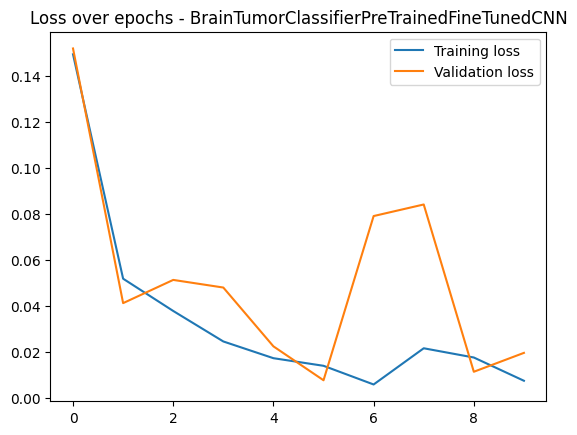 Loss over epochs - BrainTumorClassifierPreTrainedFineTunedCNN
Training loss
Validation loss
0.14
0.12
0.10
0.08
0.06
0.04
0.02
0.00
0 2 4 6 8